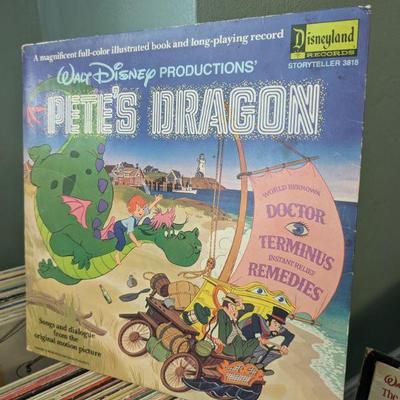 A magnificent full-color illustrated book and long-playing record
Disneyland
RECORDS
STORYTELLER 3816
WALT DISNEY PRODUCTIONS'
PETE'S DRAGON
WORLD RENOWN
DOCTOR
TERMINUS
INSTANT RELIEF
REMEDIES
Songs and dialogue
from the
original motion picture